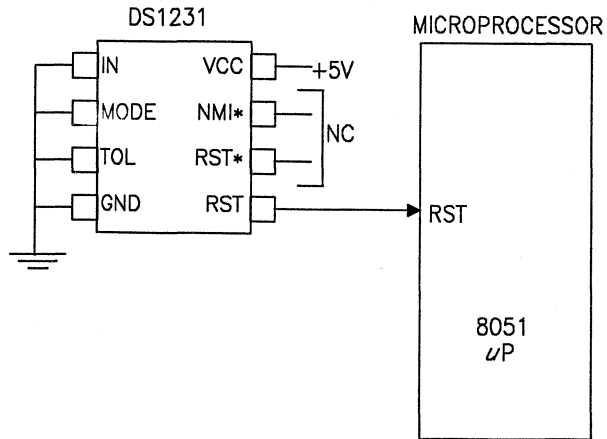 DS1231
MICROPROCESSOR
IN
VCC
+5V
MODE
NMI*
NC
TOL
RST*
GND
RST
RST
8051
uP